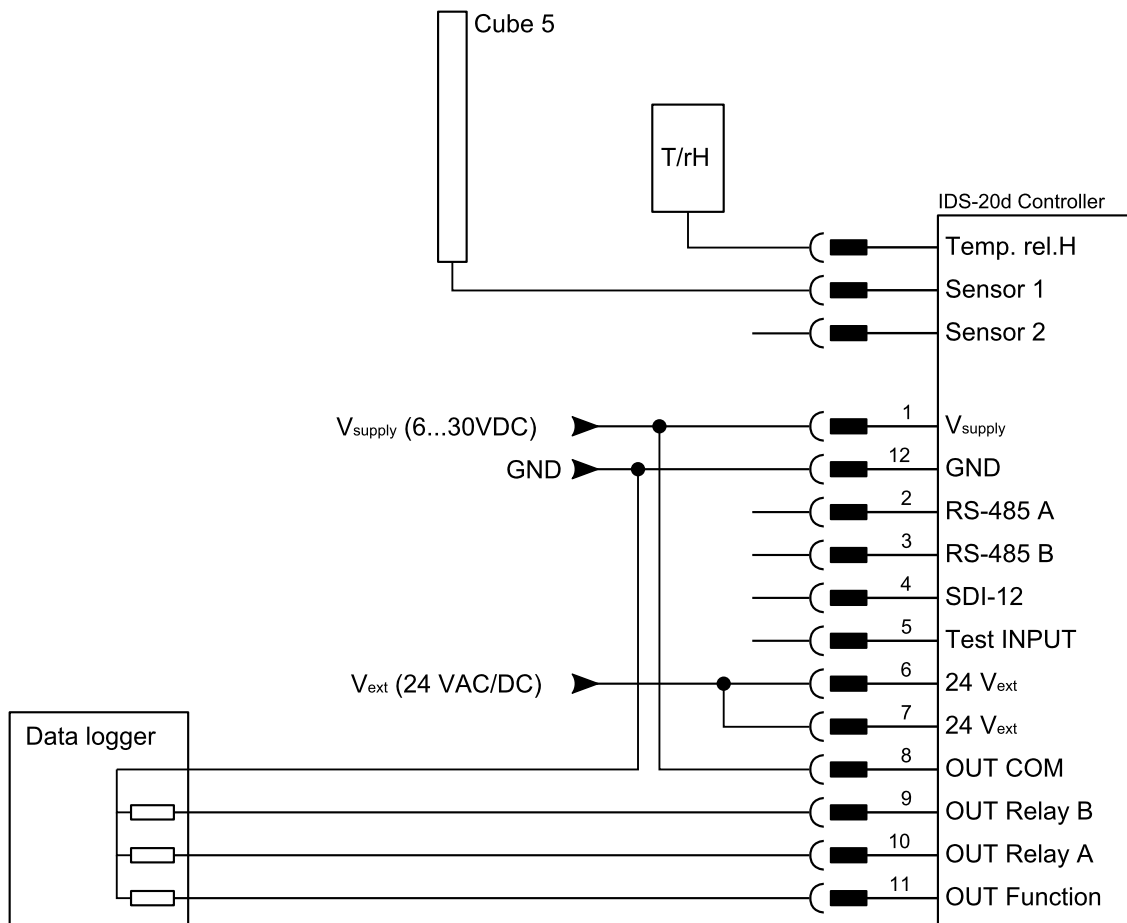 Cube 5
T/rH
IDS-20d Controller
Temp. rel.H
Sensor 1
Sensor 2
Vsupply (6...30VDC) 1 Vsupply
GND 12 GND
2 RS-485 A
3 RS-485 B
4 SDI-12
5 Test INPUT
Vext (24 VAC/DC) 6 24 Vext
7 24 Vext
Data logger
8 OUT COM
9 OUT Relay B
10 OUT Relay A
11 OUT Function